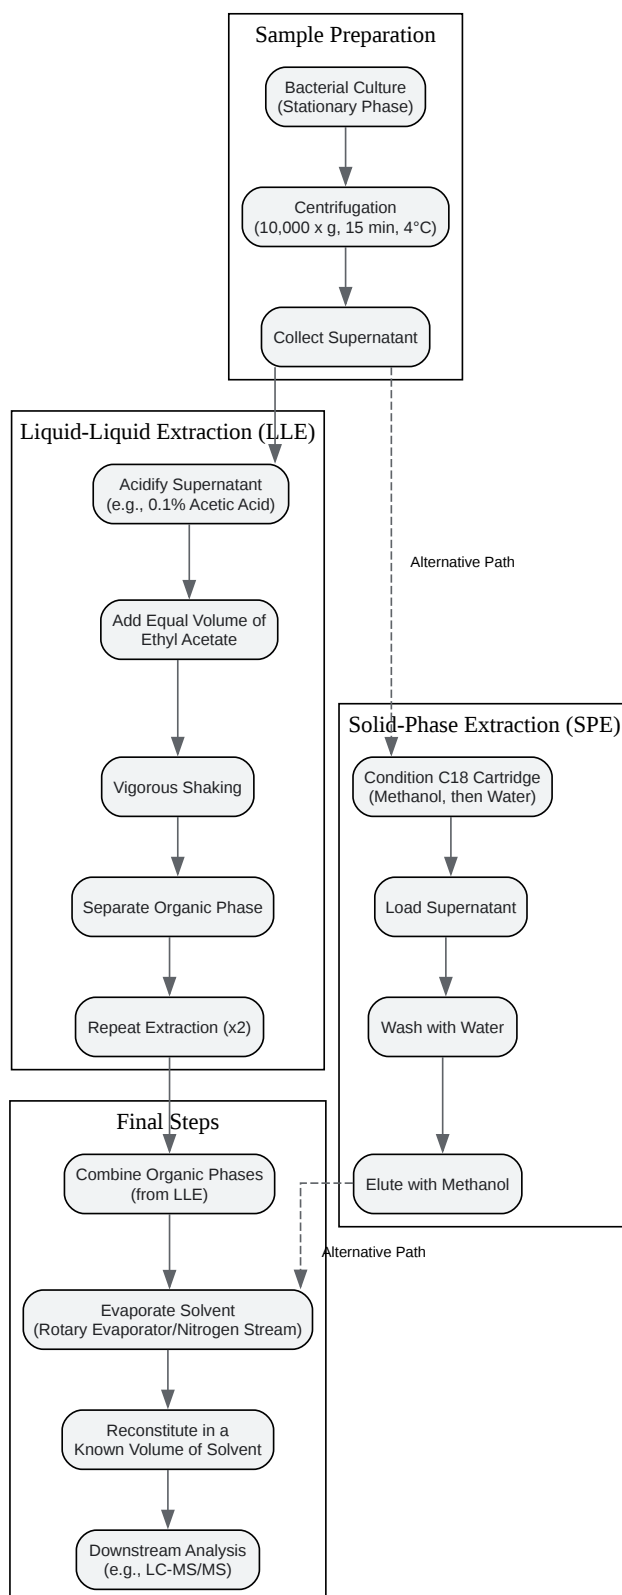 Sample Preparation
Bacterial Culture
(Stationary Phase)
Centrifugation
(10,000 x g, 15 min, 4°C)
Collect Supernatant
Liquid-Liquid Extraction (LLE)
Acidify Supernatant
(e.g., 0.1% Acetic Acid)
Alternative Path
Add Equal Volume of
Ethyl Acetate
Vigorous Shaking
Separate Organic Phase
Repeat Extraction (x2)
Solid-Phase Extraction (SPE)
Condition C18 Cartridge
(Methanol, then Water)
Load Supernatant
Wash with Water
Elute with Methanol
Alternative Path
Final Steps
Combine Organic Phases
(from LLE)
Evaporate Solvent
(Rotary Evaporator/Nitrogen Stream)
Reconstitute in a
Known Volume of Solvent
Downstream Analysis
(e.g., LC-MS/MS)